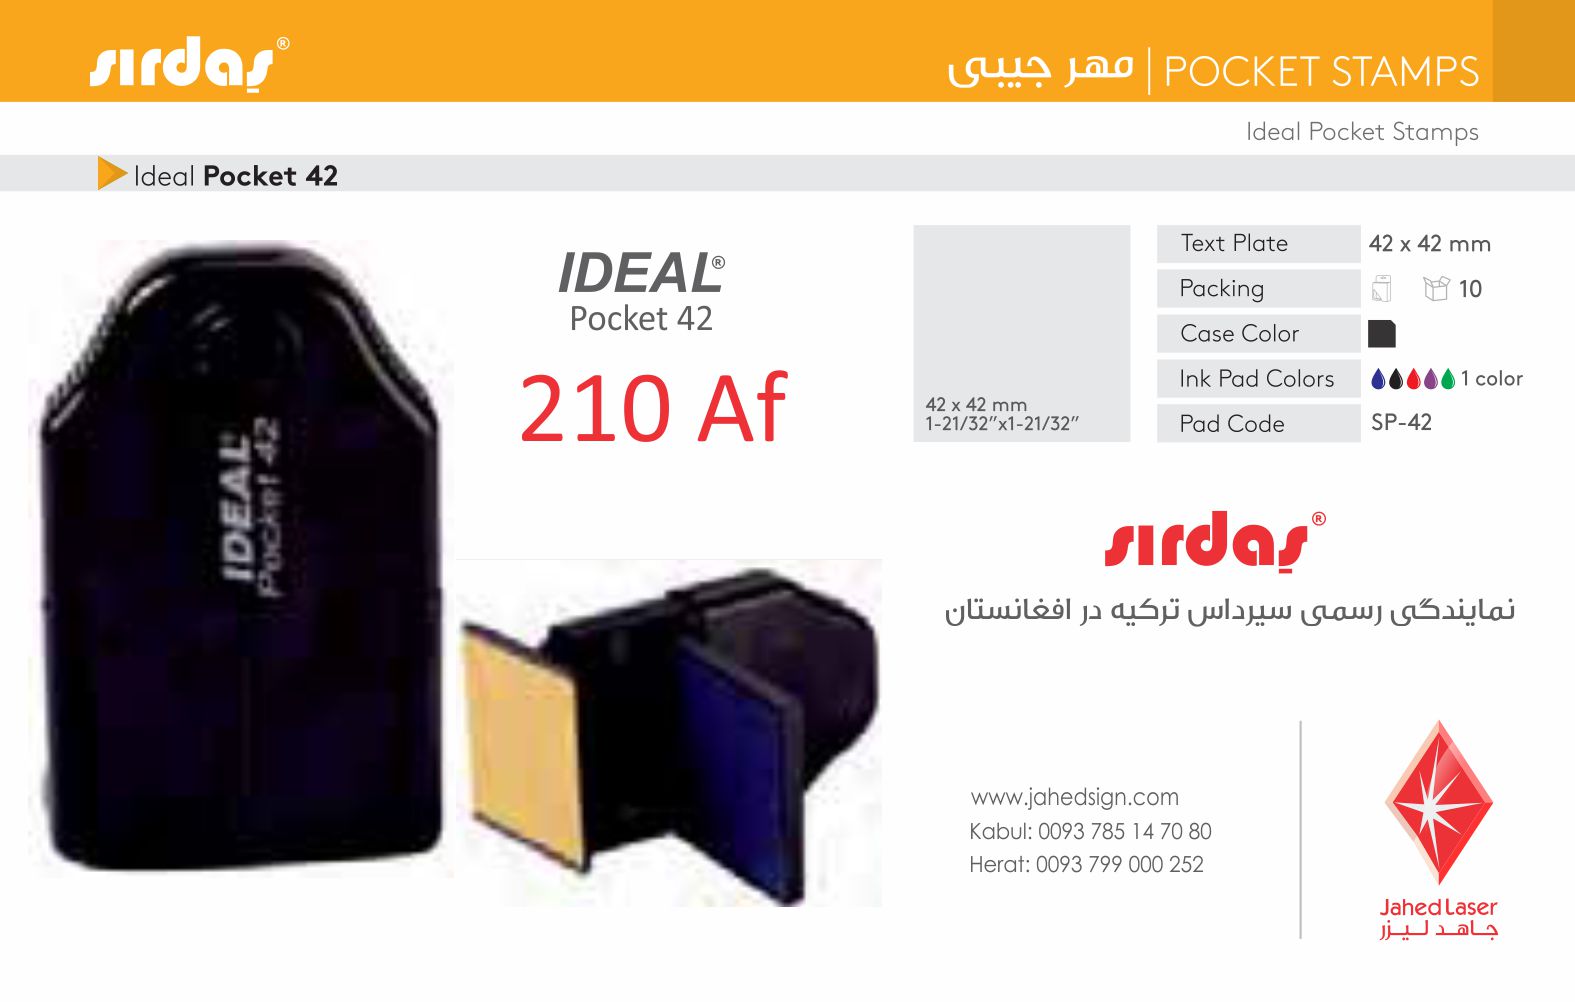 sırdaş®
مهر جیبی | POCKET STAMPS
Ideal Pocket Stamps
Ideal Pocket 42
IDEAL®
Pocket 42
210 Af
IDEAL
Pocket 42
42 x 42 mm
1-21/32”x1-21/32”
Text Plate 42 x 42 mm
Packing 10
Case Color
Ink Pad Colors 1 color
Pad Code SP-42
sırdaş®
نمایندگی رسمی سیرداس ترکیه در افغانستان
www.jahedsign.com
Kabul: 0093 785 14 70 80
Herat: 0093 799 000 252
Jahed Laser
جاهد لیزر